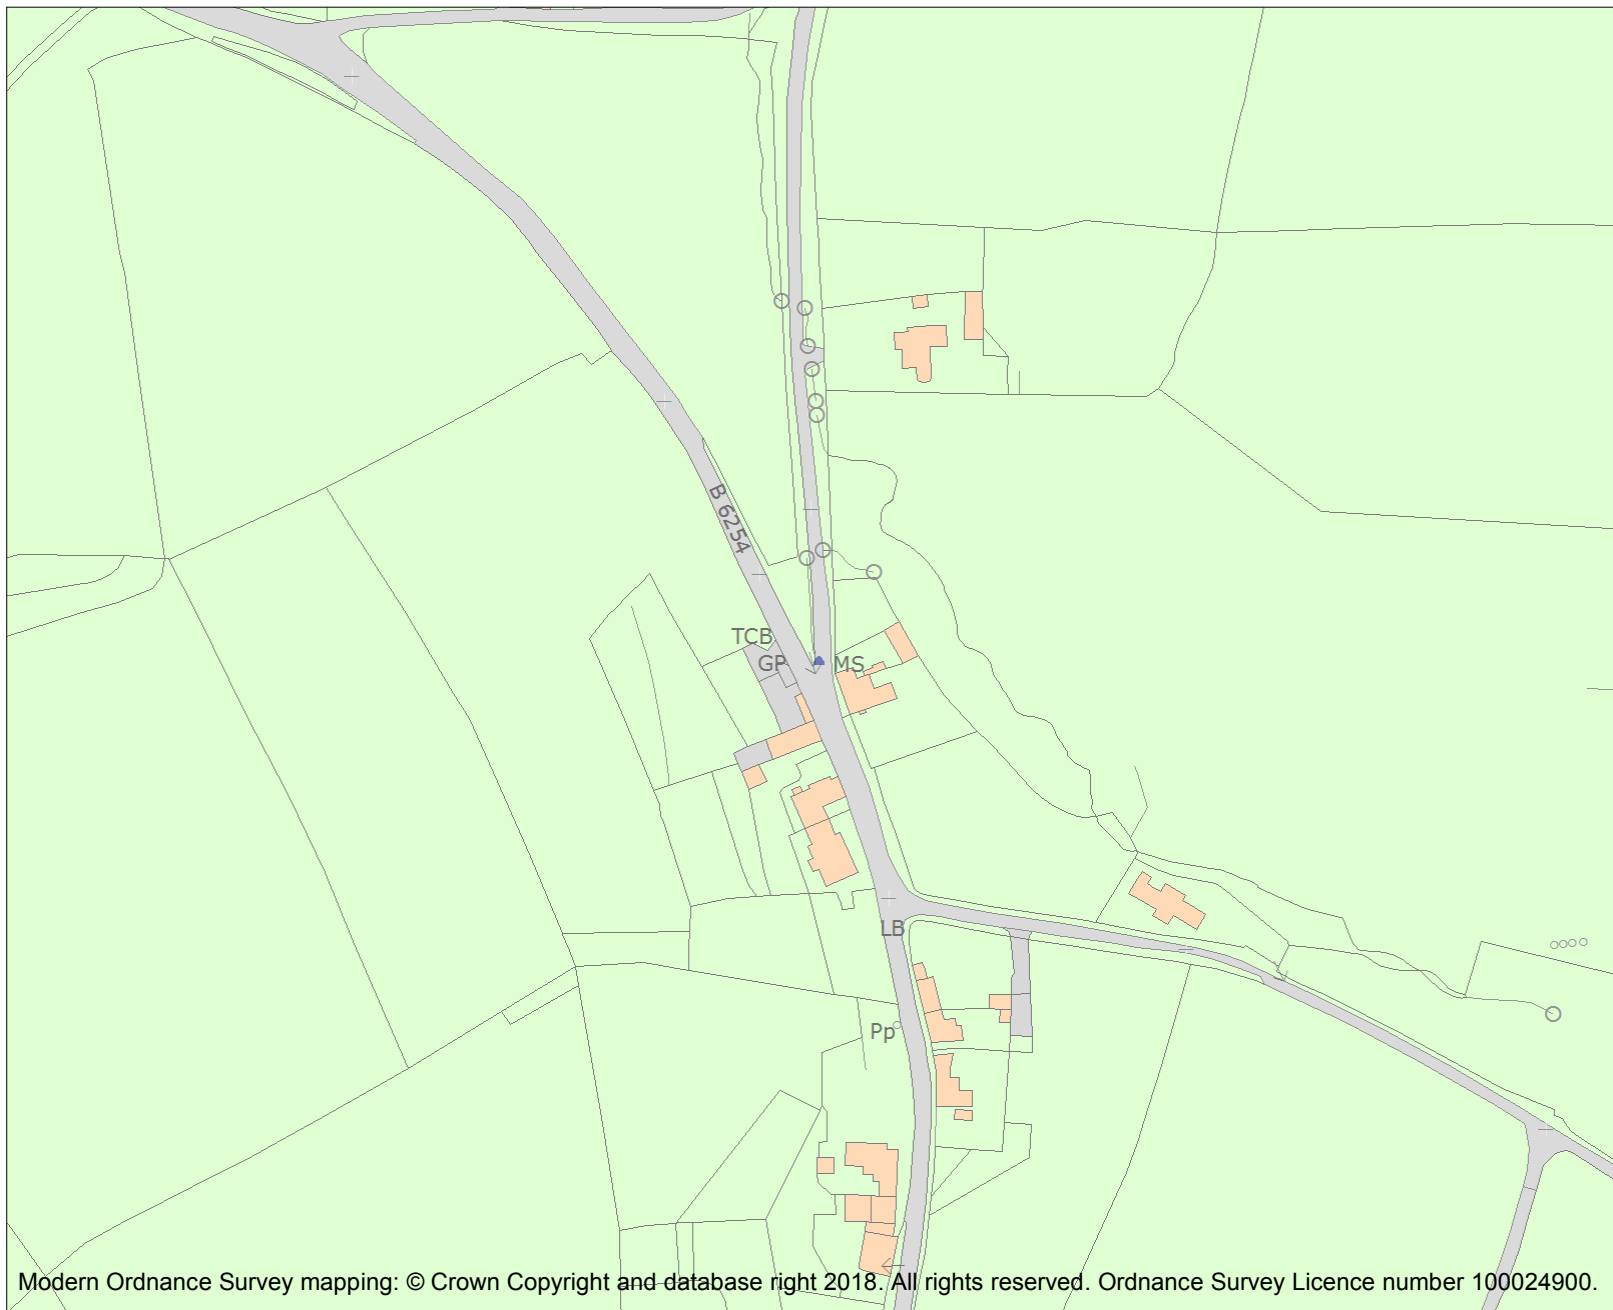 B 6254
TCB
GP
MS
LB
Pp
Modern Ordnance Survey mapping: © Crown Copyright and database right 2018. All rights reserved. Ordnance Survey Licence number 100024900.